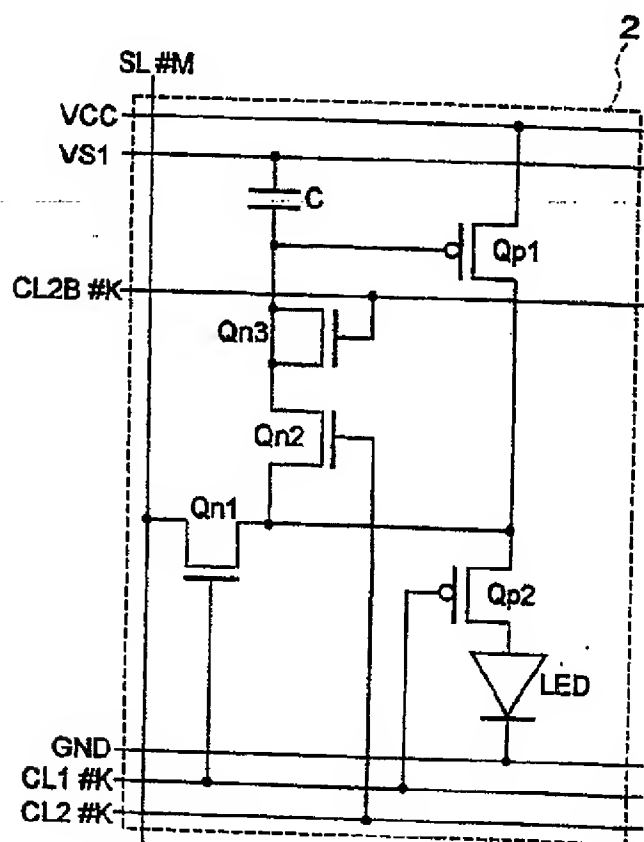 2
SL #M
VCC
VS1
C
Qp1
CL2B #K
Qn3
Qn2
Qn1
Qp2
LED
GND
CL1 #K
CL2 #K